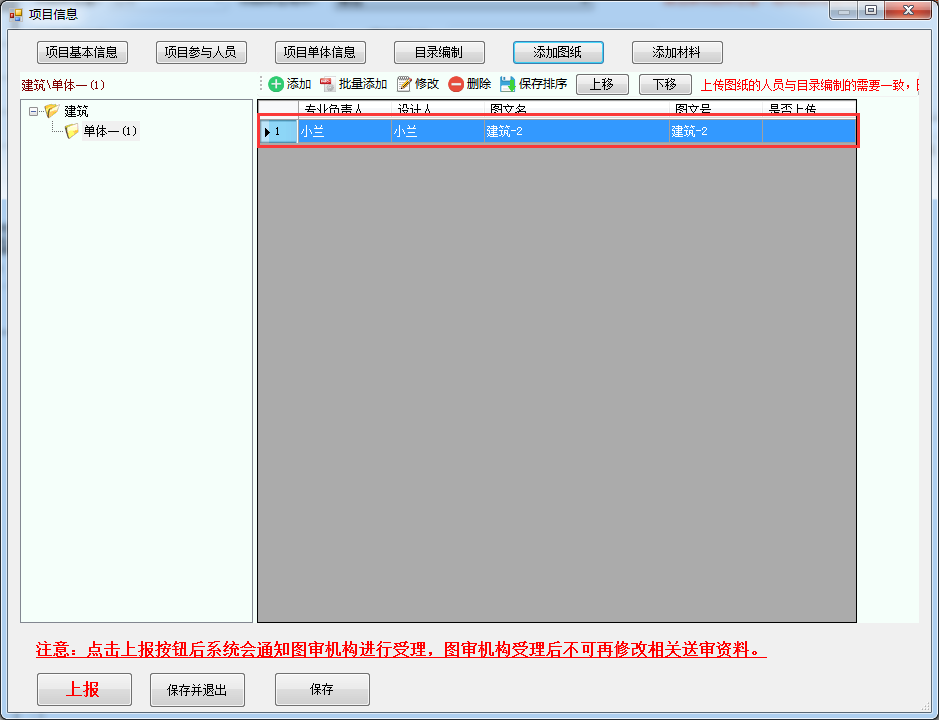 项目信息
项目基本信息 项目参与人员 项目单体信息 目录编制 添加图纸 添加材料
建筑\单体一(1) 添加 批量添加 修改 删除 保存排序 上移 下移 上传图纸的人员与目录编制的需要一致，
建筑
单体一(1)
专业负责人 设计人 图文名 图文号 是否上传
1 小兰 小兰 建筑-2 建筑-2
注意：点击上报按钮后系统会通知图审机构进行受理，图审机构受理后不可再修改相关送审资料。
上报 保存并退出 保存